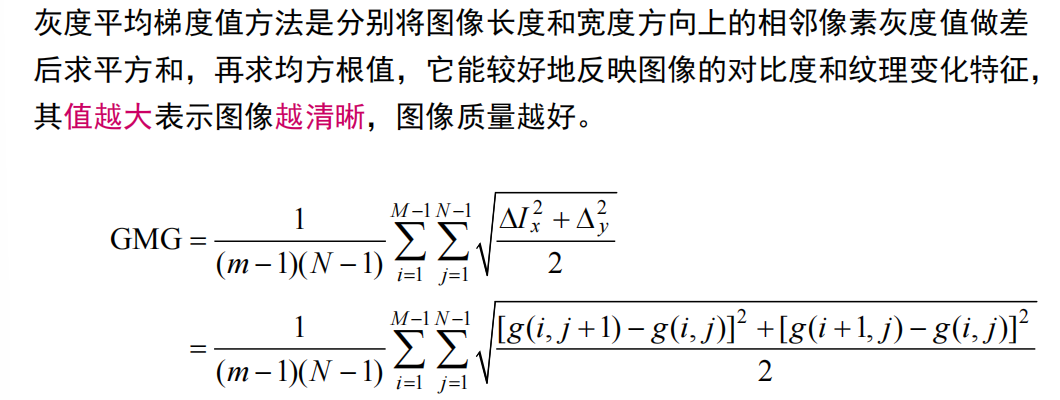 灰度平均梯度值方法是分别将图像长度和宽度方向上的相邻像素灰度值做差
后求平方和，再求均方根值，它能较好地反映图像的对比度和纹理变化特征，
其值越大表示图像越清晰，图像质量越好。
GMG = \frac{1}{(m-1)(N-1)} \sum_{i=1}^{M-1} \sum_{j=1}^{N-1} \sqrt{\frac{\Delta I_x^2 + \Delta_y^2}{2}}
= \frac{1}{(m-1)(N-1)} \sum_{i=1}^{M-1} \sum_{j=1}^{N-1} \sqrt{\frac{[g(i,j+1)-g(i,j)]^2 + [g(i+1,j)-g(i,j)]^2}{2}}